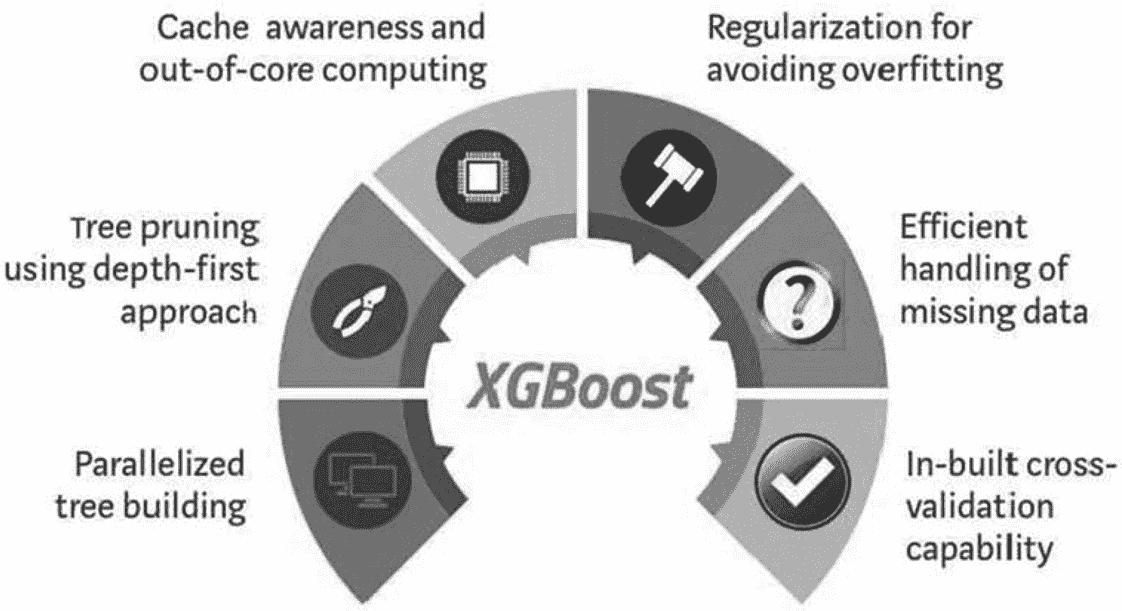 Cache awareness and
out-of-core computing
Regularization for
avoiding overfitting
Tree pruning
using depth-first
approach
Efficient
handling of
missing data
?
XGBoost
Parallelized
tree building
In-built cross-
validation
capability